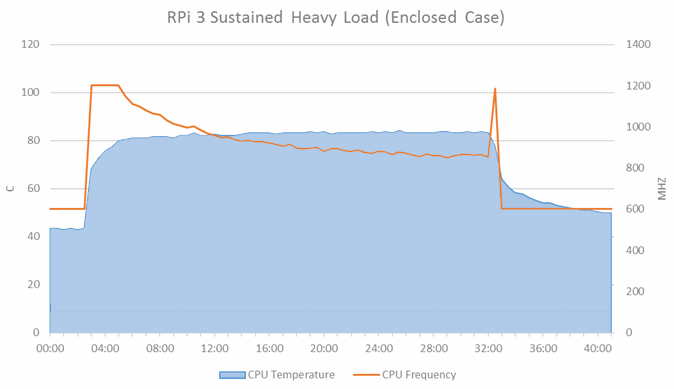 RPi 3 Sustained Heavy Load (Enclosed Case)
120 1400
100 1200
1000
80
800
60 600
40 400
20 200
0 0
C
MHZ
00:00 04:00 08:00 12:00 16:00 20:00 24:00 28:00 32:00 36:00 40:00
CPU Temperature CPU Frequency